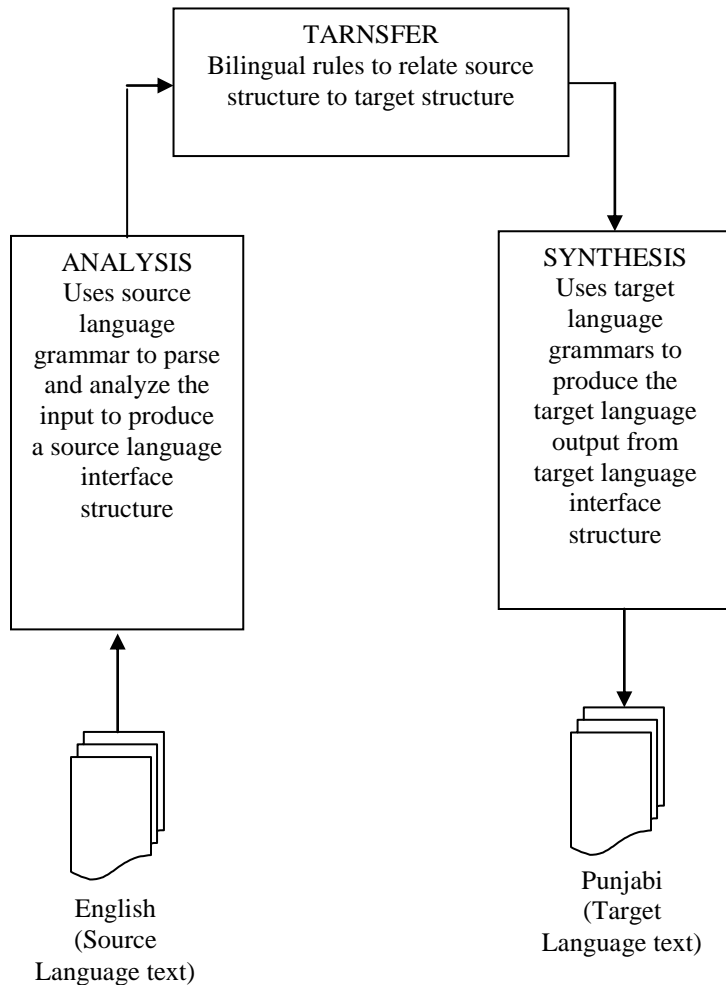 TARNSFER
Bilingual rules to relate source
structure to target structure
ANALYSIS
Uses source
language
grammar to parse
and analyze the
input to produce
a source language
interface
structure
SYNTHESIS
Uses target
language
grammars to
produce the
target language
output from
target language
interface
structure
English
(Source
Language text)
Punjabi
(Target
Language text)